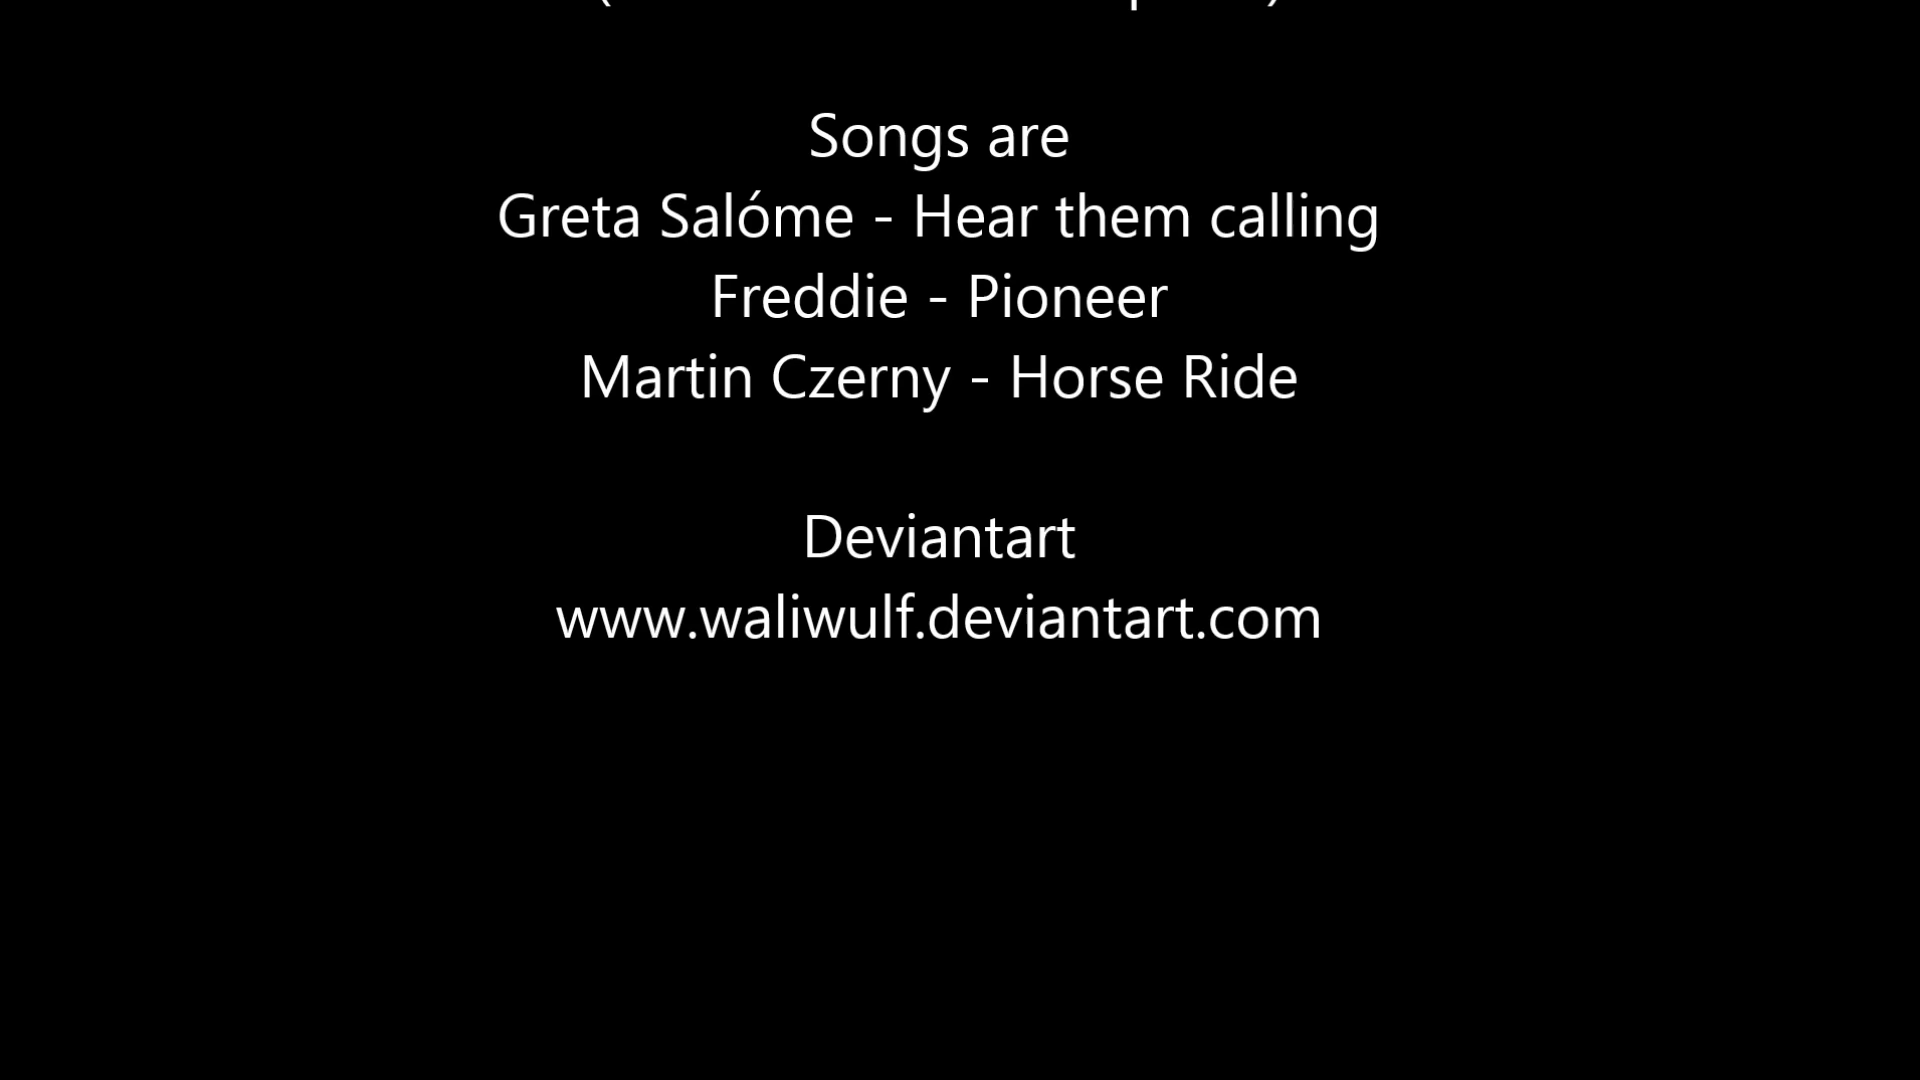 Songs are
Greta Salóme - Hear them calling
Freddie - Pioneer
Martin Czerny - Horse Ride
Deviantart
www.waliwulf.deviantart.com